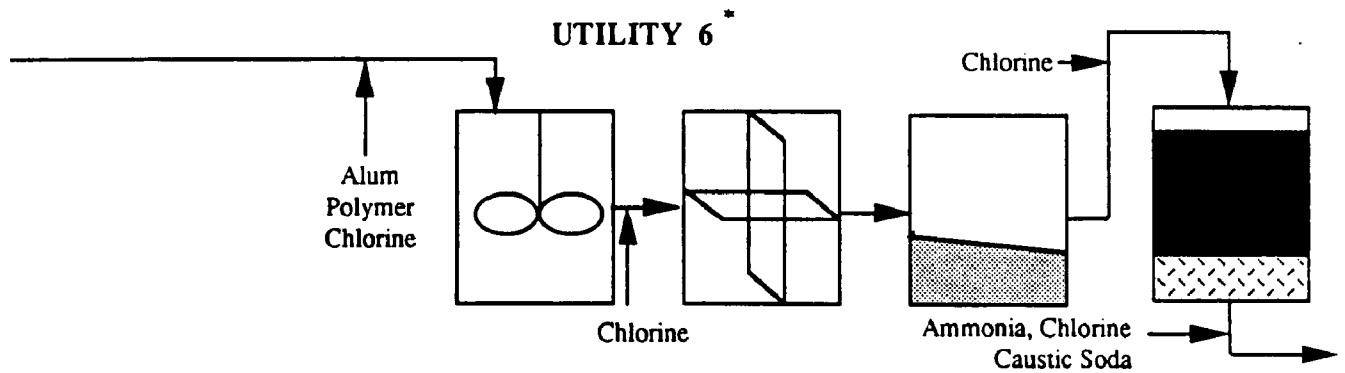 UTILITY 6 *
Chlorine
Alum
Polymer
Chlorine
Chlorine
Ammonia, Chlorine
Caustic Soda